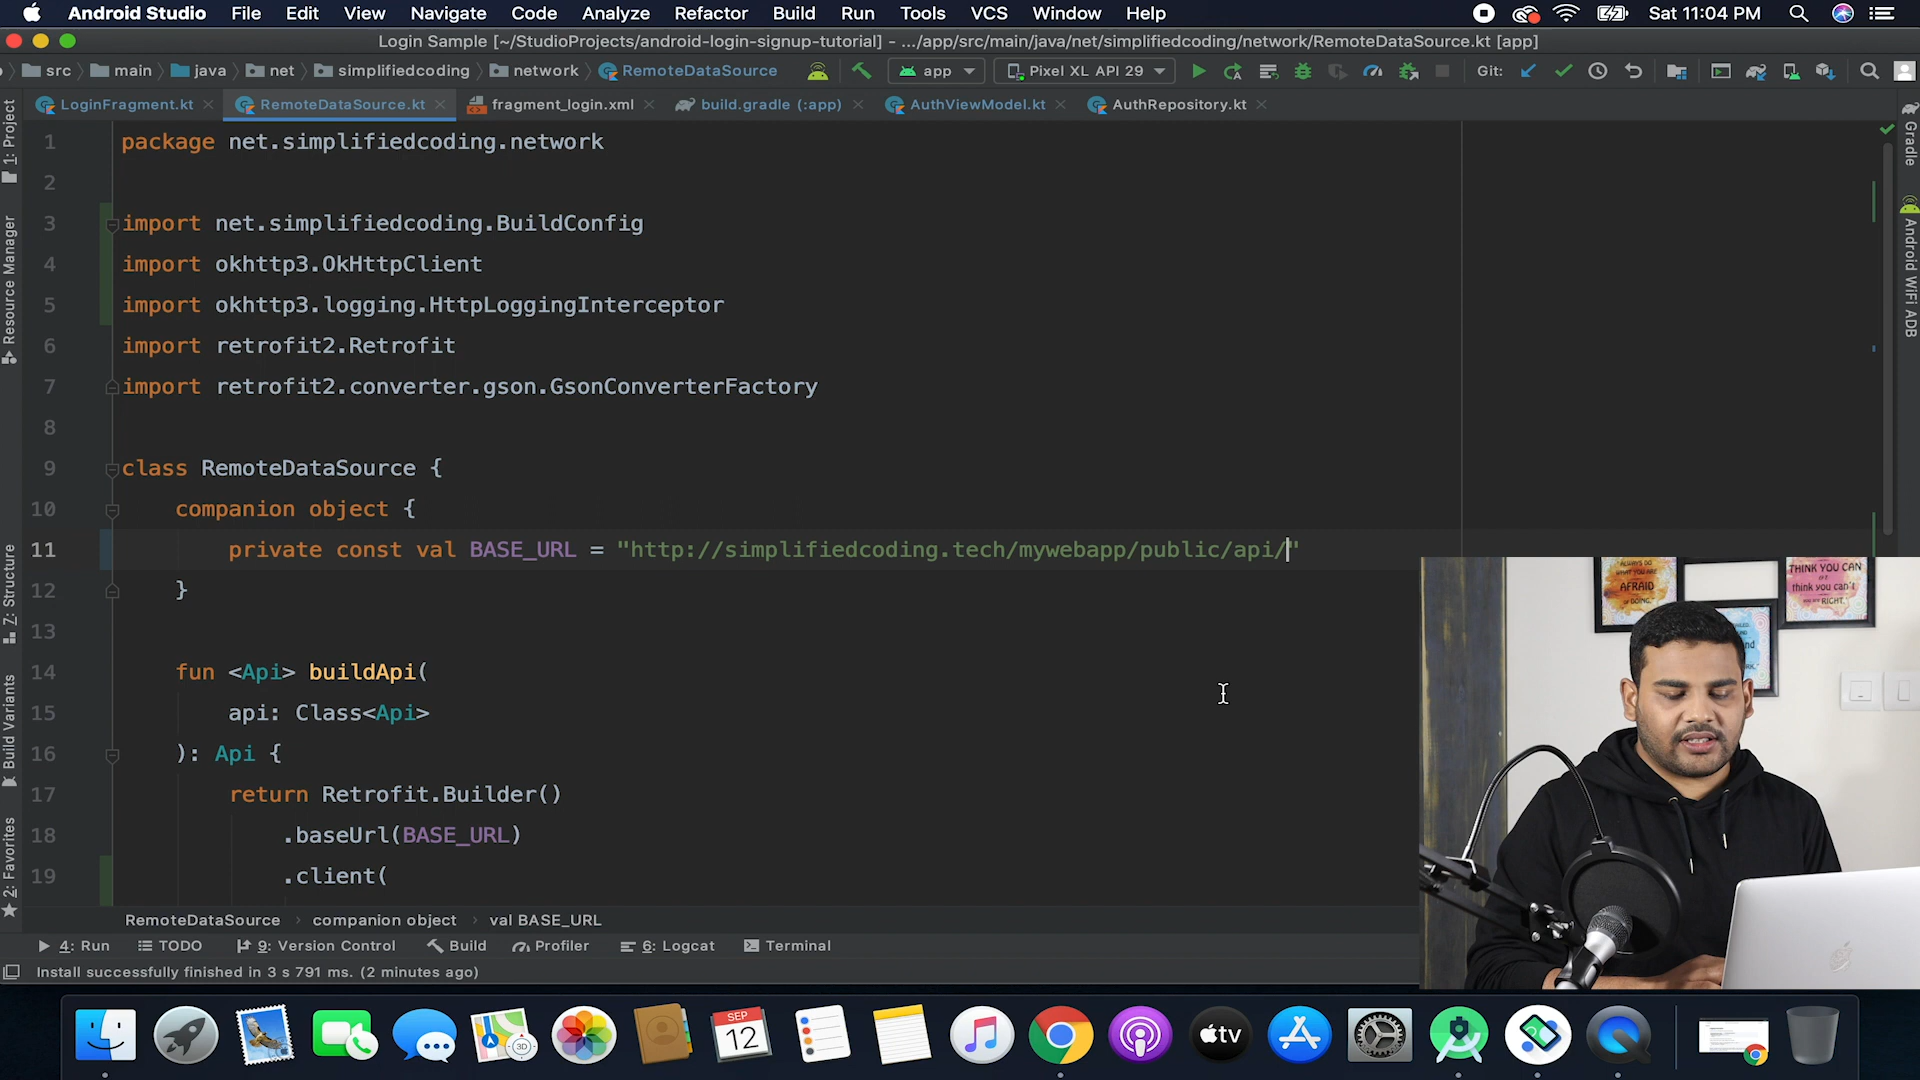 Android Studio File Edit View Navigate Code Analyze Refactor Build Run Tools VCS Window Help Sat 11:04 PM
Login Sample [~/StudioProjects/android-login-signup-tutorial] - .../app/src/main/java/net/simplifiedcoding/network/RemoteDataSource.kt [app]
src main java net simplifiedcoding network RemoteDataSource app Pixel XL API 29 Git:
LoginFragment.kt RemoteDataSource.kt fragment_login.xml build.gradle (:app) AuthViewModel.kt AuthRepository.kt
1: Project
Resource Manager
Z: Structure
Build Variants
2: Favorites
Gradle
Android WiFi ADB
1 package net.simplifiedcoding.network
2
3 import net.simplifiedcoding.BuildConfig
4 import okhttp3.OkHttpClient
5 import okhttp3.logging.HttpLoggingInterceptor
6 import retrofit2.Retrofit
7 import retrofit2.converter.gson.GsonConverterFactory
8
9 class RemoteDataSource {
10 companion object {
11 private const val BASE_URL = "http://simplifiedcoding.tech/mywebapp/public/api/"
12 }
13
14 fun <Api> buildApi(
15 api: Class<Api>
16 ): Api {
17 return Retrofit.Builder()
18 .baseUrl(BASE_URL)
19 .client(
RemoteDataSource companion object val BASE_URL
4: Run TODO 9: Version Control Build Profiler 6: Logcat Terminal
Install successfully finished in 3 s 791 ms. (2 minutes ago)
AFRAID
OF DOING.
THINK YOU CAN
think you can't
RIGHT.
3D
SEP
12
tv